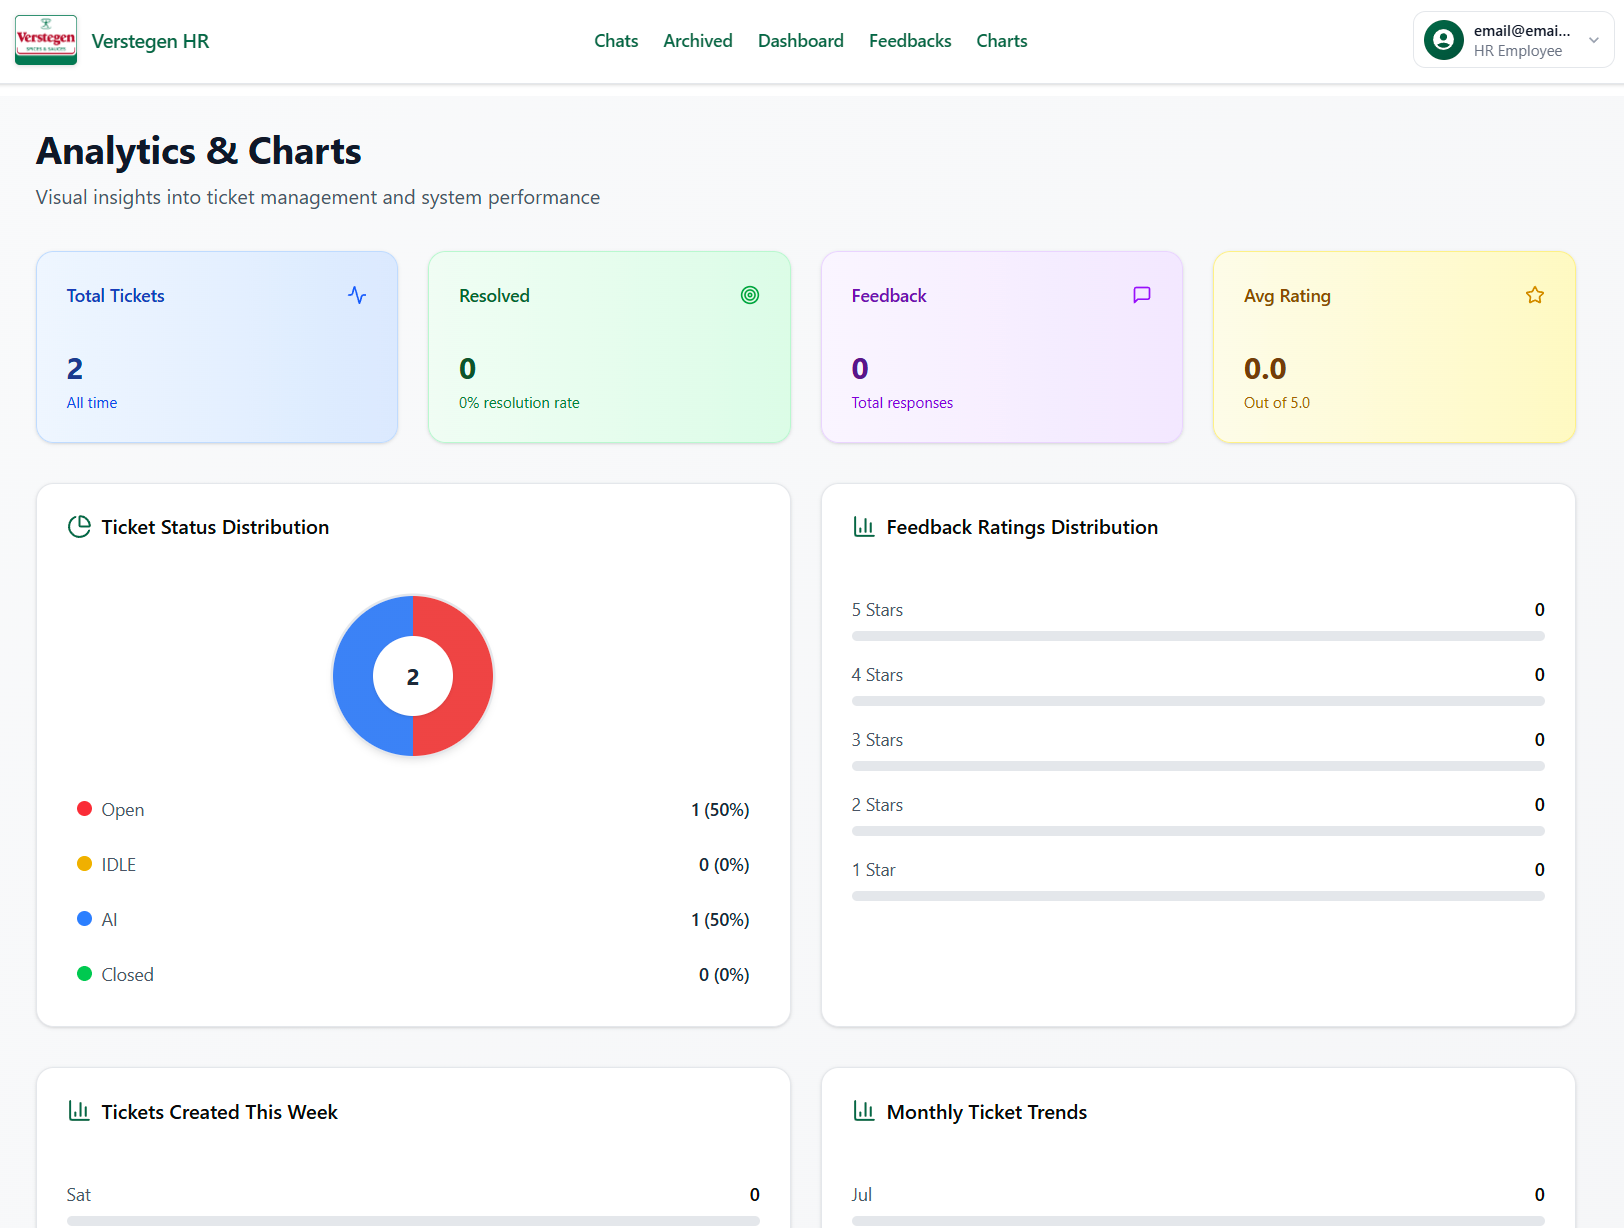 Verstegen
SPICES & SAUCES
Verstegen HR
Chats
Archived
Dashboard
Feedbacks
Charts
email@emai...
HR Employee
Analytics & Charts
Visual insights into ticket management and system performance
Total Tickets
2
All time
Resolved
0
0% resolution rate
Feedback
0
Total responses
Avg Rating
0.0
Out of 5.0
Ticket Status Distribution
2
Open 1 (50%)
IDLE 0 (0%)
AI 1 (50%)
Closed 0 (0%)
Feedback Ratings Distribution
5 Stars 0
4 Stars 0
3 Stars 0
2 Stars 0
1 Star 0
Tickets Created This Week
Sat 0
Monthly Ticket Trends
Jul 0